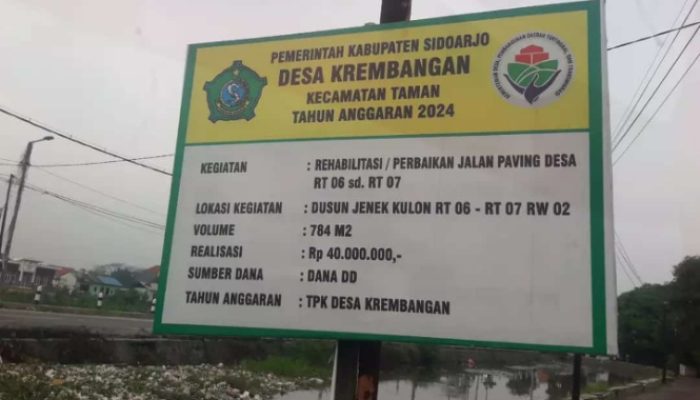 PEMERINTAH KABUPATEN SIDOARJO
DESA KREMBANGAN
KECAMATAN TAMAN
TAHUN ANGGARAN 2024
KEGIATAN : REHABILITASI / PERBAIKAN JALAN PAVING DESA
RT 06 sd. RT 07
LOKASI KEGIATAN : DUSUN JENEK KULON RT 06 - RT 07 RW 02
VOLUME : 784 M2
REALISASI : Rp 40.000.000,-
SUMBER DANA : DANA DD
TAHUN ANGGARAN : TPK DESA KREMBANGAN